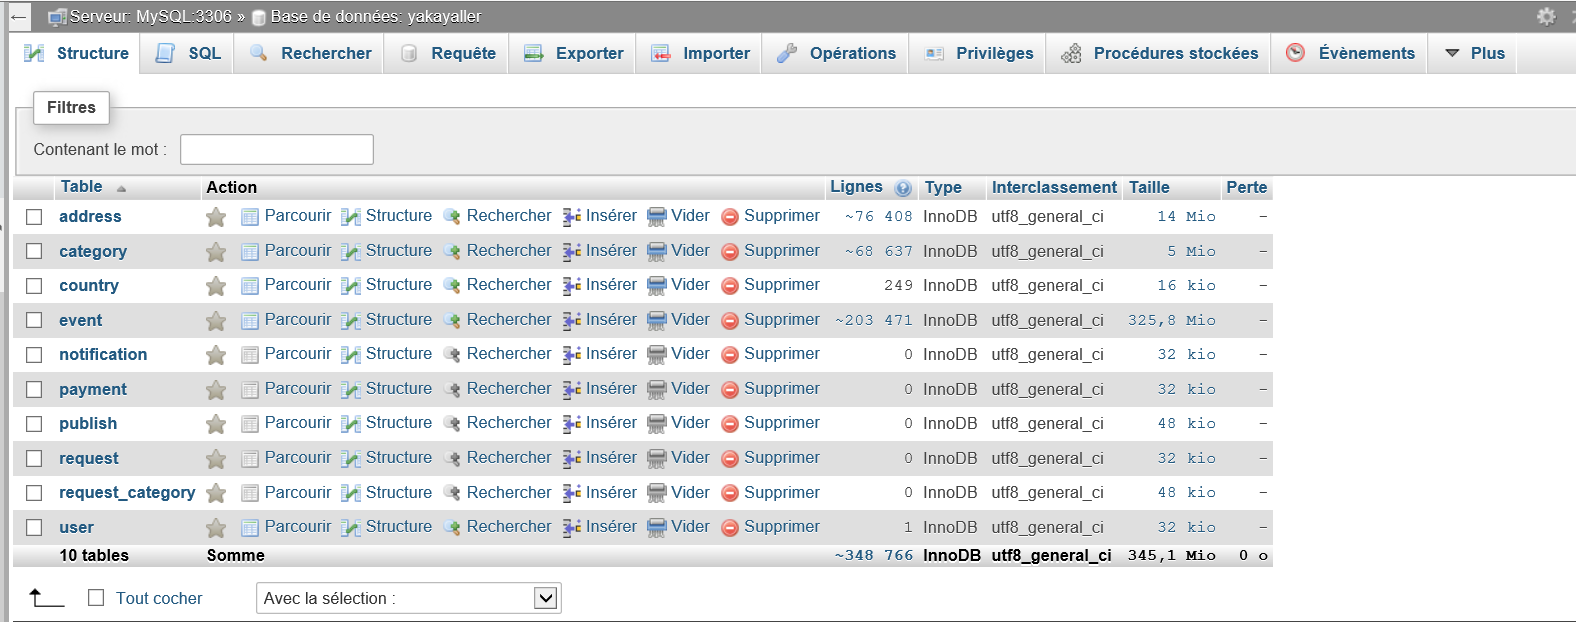 Serveur: MySQL:3306 » Base de données: yakayaller
Structure SQL Rechercher Requête Exporter Importer Opérations Privilèges Procédures stockées Évènements Plus
Filtres
Contenant le mot :
Table Action Lignes Type Interclassement Taille Perte
address Parcourir Structure Rechercher Insérer Vider Supprimer ~76 408 InnoDB utf8_general_ci 14 Mio -
category Parcourir Structure Rechercher Insérer Vider Supprimer ~68 637 InnoDB utf8_general_ci 5 Mio -
country Parcourir Structure Rechercher Insérer Vider Supprimer 249 InnoDB utf8_general_ci 16 kio -
event Parcourir Structure Rechercher Insérer Vider Supprimer ~203 471 InnoDB utf8_general_ci 325,8 Mio -
notification Parcourir Structure Rechercher Insérer Vider Supprimer 0 InnoDB utf8_general_ci 32 kio -
payment Parcourir Structure Rechercher Insérer Vider Supprimer 0 InnoDB utf8_general_ci 32 kio -
publish Parcourir Structure Rechercher Insérer Vider Supprimer 0 InnoDB utf8_general_ci 48 kio -
request Parcourir Structure Rechercher Insérer Vider Supprimer 0 InnoDB utf8_general_ci 32 kio -
request_category Parcourir Structure Rechercher Insérer Vider Supprimer 0 InnoDB utf8_general_ci 48 kio -
user Parcourir Structure Rechercher Insérer Vider Supprimer 1 InnoDB utf8_general_ci 32 kio -
10 tables Somme ~348 766 InnoDB utf8_general_ci 345,1 Mio 0 o
Tout cocher Avec la sélection :